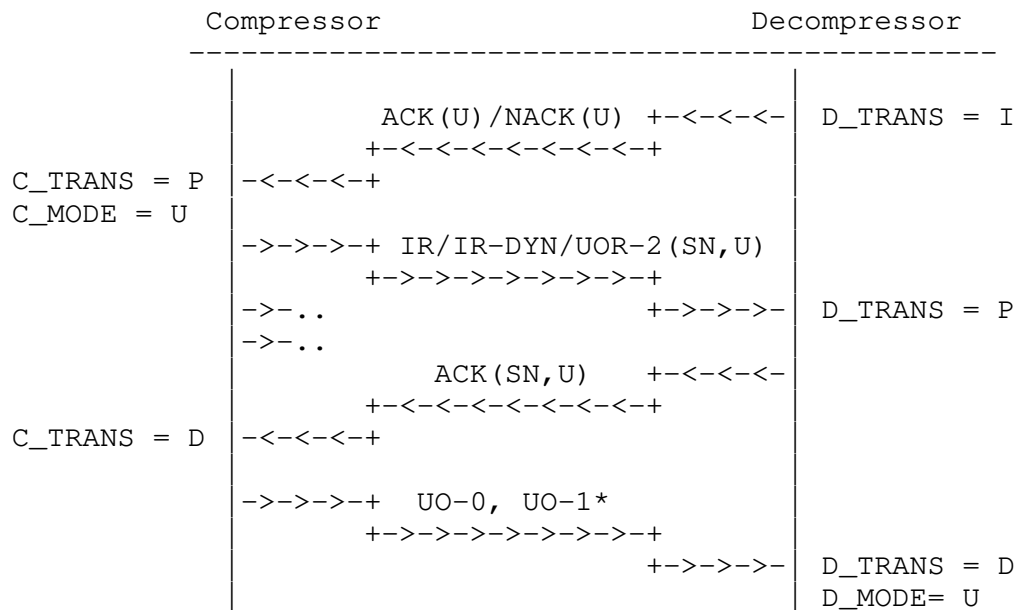 Compressor                     Decompressor
----------------------------------------------
|                               |
|        ACK(U)/NACK(U) +-<-<-<-|  D_TRANS = I
|       +-<-<-<-<-<-<-<-+       |
C_TRANS = P  |-<-<-<-+                       |
C_MODE = U   |                               |
|->->->-+ IR/IR-DYN/UOR-2(SN,U) |
|       +->->->->->->->-+       |
|->-..                  +->->->-|  D_TRANS = P
|->-..                          |
|           ACK(SN,U)   +-<-<-<-|
|       +-<-<-<-<-<-<-<-+       |
C_TRANS = D  |-<-<-<-+                       |
|                               |
|->->->-+  UO-0, UO-1*          |
|       +->->->->->->->-+       |
|                       +->->->-|  D_TRANS = D
|                               |  D_MODE= U